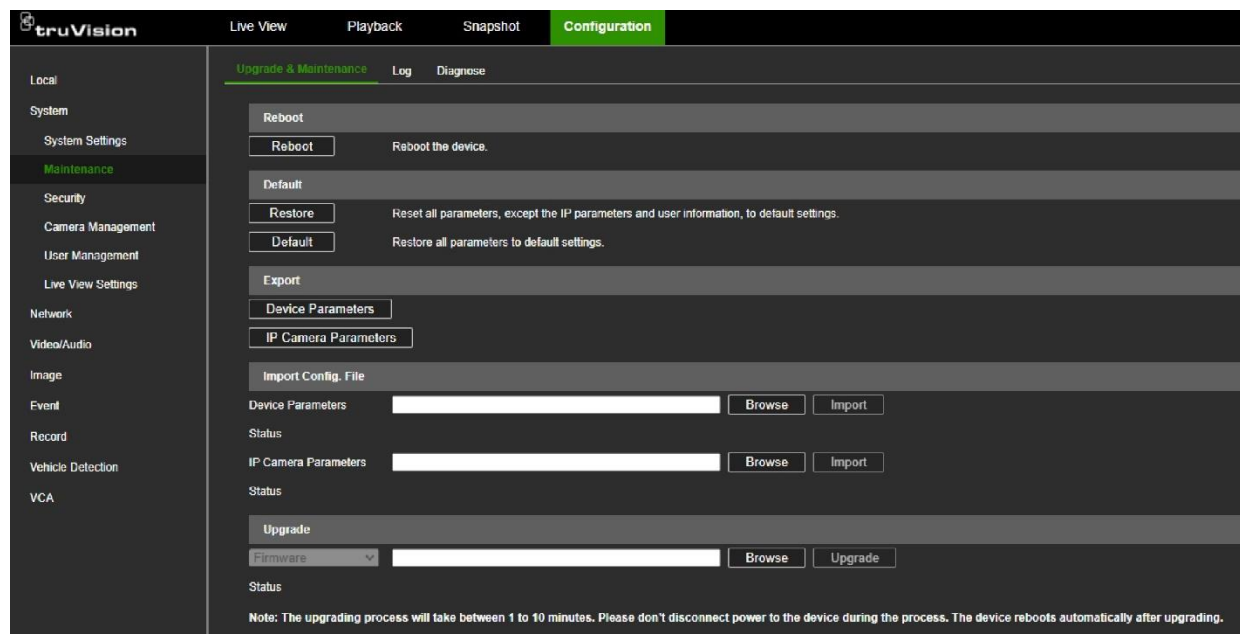 truVision
Live View Playback Snapshot Configuration
Upgrade & Maintenance Log Diagnose
Local
System
System Settings
Maintenance
Security
Camera Management
User Management
Live View Settings
Network
Video/Audio
Image
Event
Record
Vehicle Detection
VCA
Reboot
Reboot Reboot the device.
Default
Restore Reset all parameters, except the IP parameters and user information, to default settings.
Default Restore all parameters to default settings.
Export
Device Parameters
IP Camera Parameters
Import Config. File
Device Parameters Browse Import
Status
IP Camera Parameters Browse Import
Status
Upgrade
Firmware Browse Upgrade
Status
Note: The upgrading process will take between 1 to 10 minutes. Please don't disconnect power to the device during the process. The device reboots automatically after upgrading.